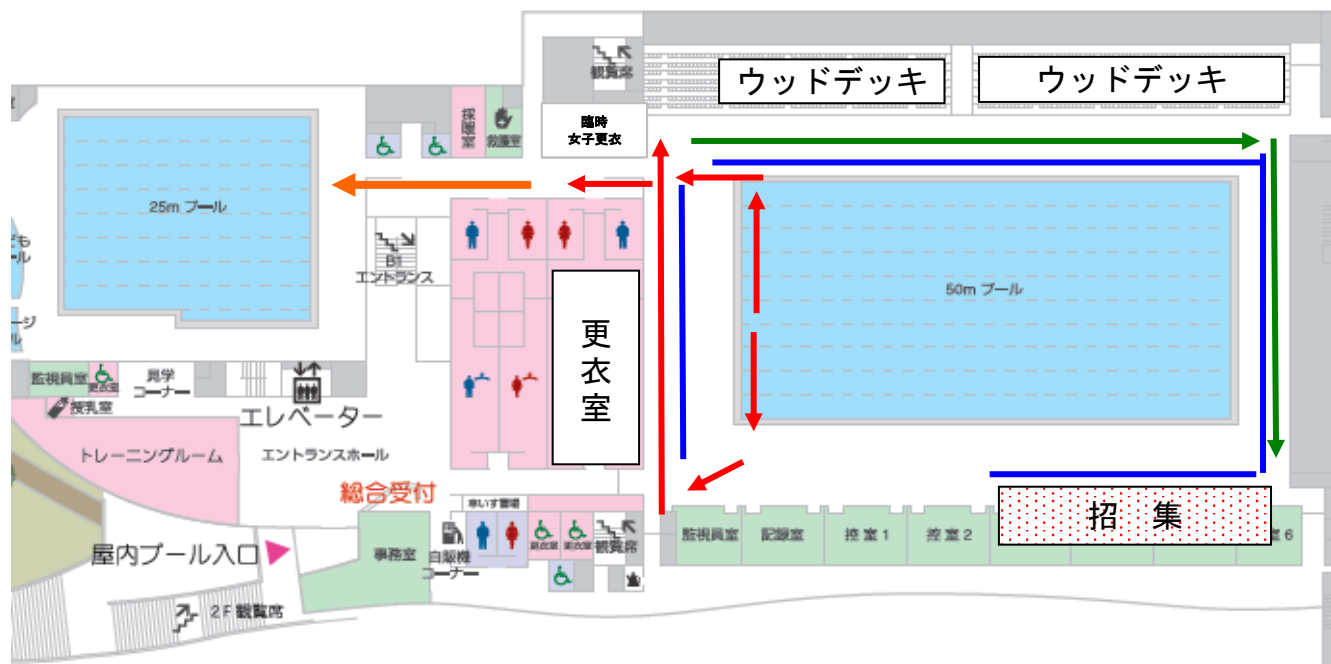 観覧席
ウッドデッキ
ウッドデッキ
採暖室
救護室
臨時
女子更衣
25m プール
50m プール
B1
エントランス
更衣室
監視員室
更衣室
見学
コーナー
授乳室
エレベーター
トレーニングルーム
エントランスホール
総合受付
車いす置場
屋内プール入口
事務室
自販機
コーナー
更衣室
更衣室
観覧席
監視員室
記録室
控室1
控室2
招 集
室6
2F観覧席